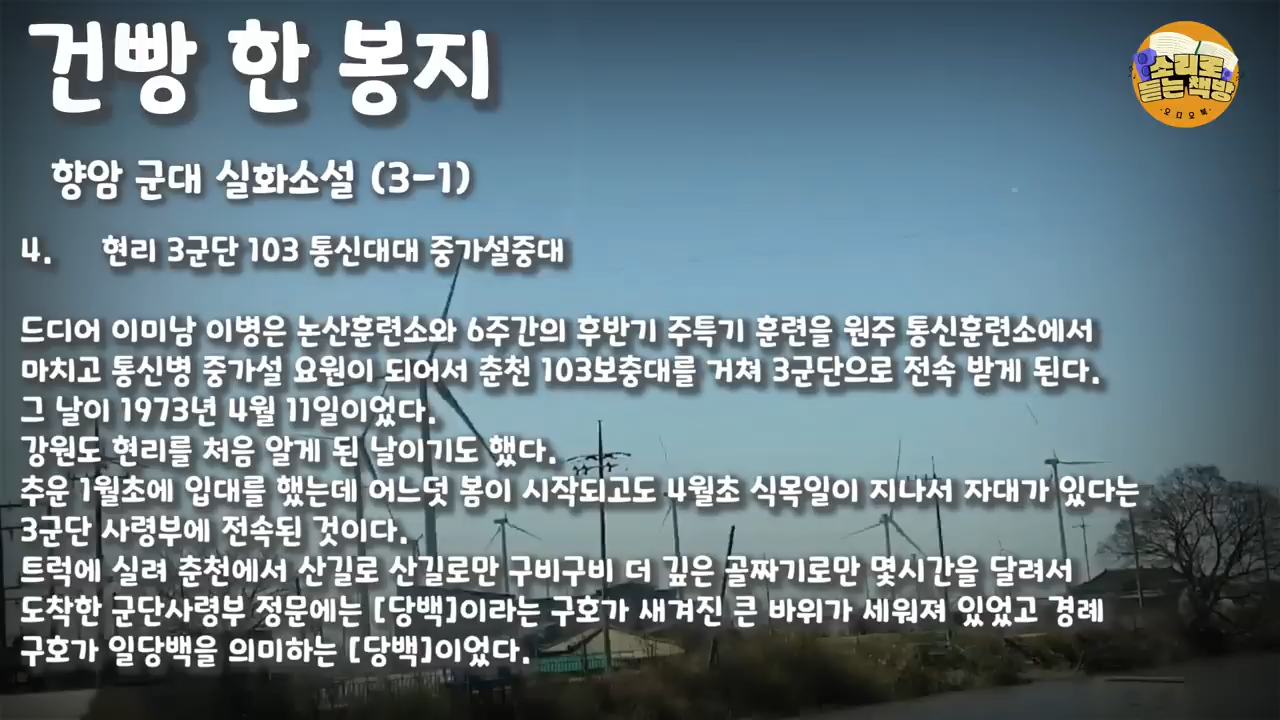 건빵 한 봉지
소리로
듣는 책방
·오디오북·
향암 군대 실화소설 (3-1)
4. 현리 3군단 103 통신대대 중가설중대
드디어 이미남 이병은 논산훈련소와 6주간의 후반기 주특기 훈련을 원주 통신훈련소에서
마치고 통신병 중가설 요원이 되어서 춘천 103보충대를 거쳐 3군단으로 전속 받게 된다.
그 날이 1973년 4월 11일이었다.
강원도 현리를 처음 알게 된 날이기도 했다.
추운 1월초에 입대를 했는데 어느덧 봄이 시작되고도 4월초 식목일이 지나서 자대가 있다는
3군단 사령부에 전속된 것이다.
트럭에 실려 춘천에서 산길로 산길로만 구비구비 더 깊은 골짜기로만 몇시간을 달려서
도착한 군단사령부 정문에는 [당백]이라는 구호가 새겨진 큰 바위가 세워져 있었고 경례
구호가 일당백을 의미하는 [당백]이었다.